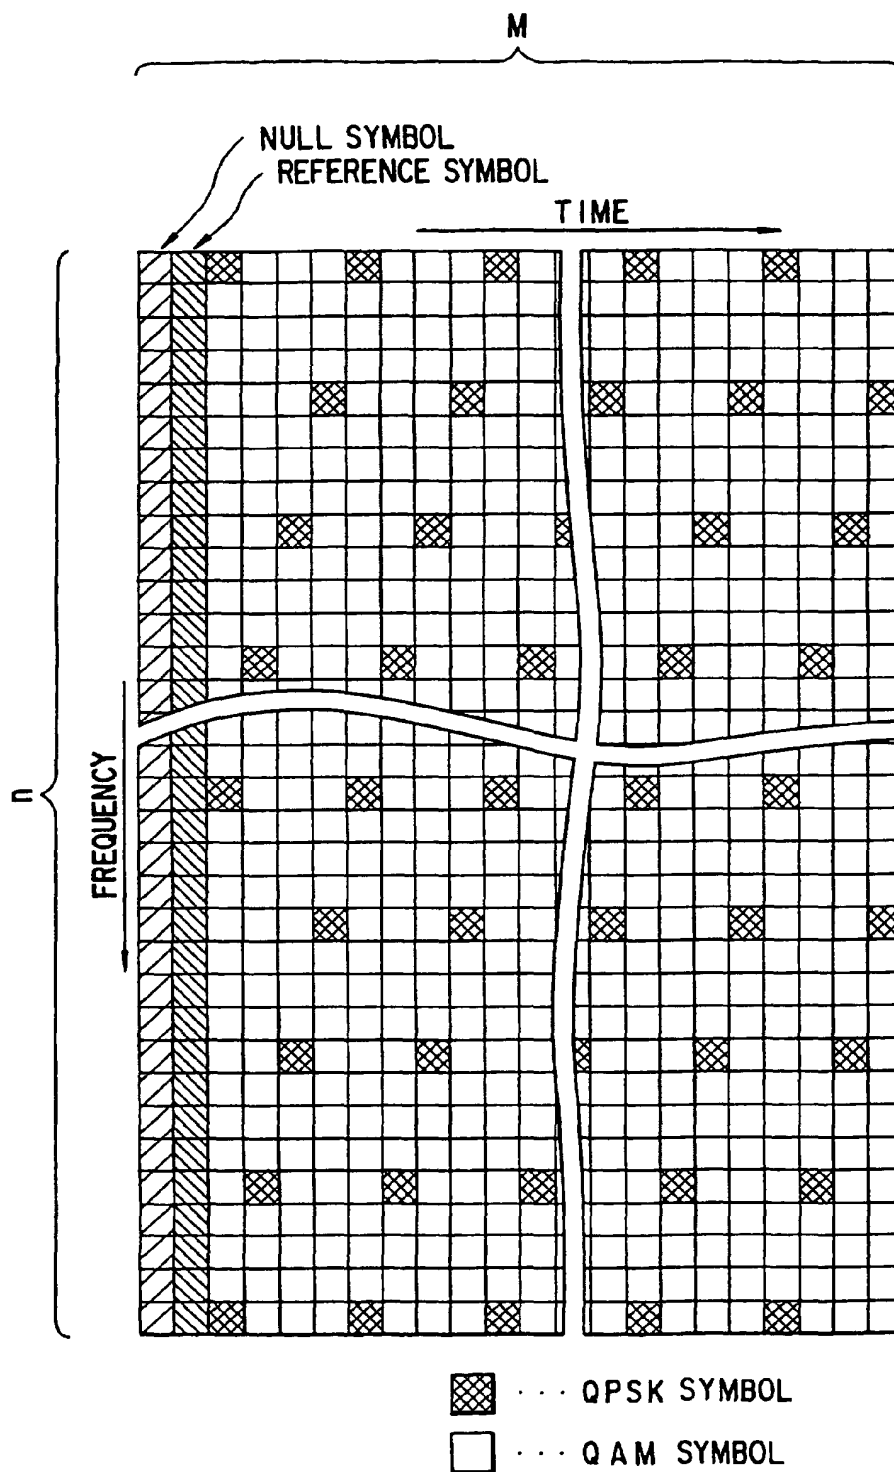 M
NULL SYMBOL
REFERENCE SYMBOL
TIME
n
FREQUENCY
··· QPSK SYMBOL
··· QAM SYMBOL